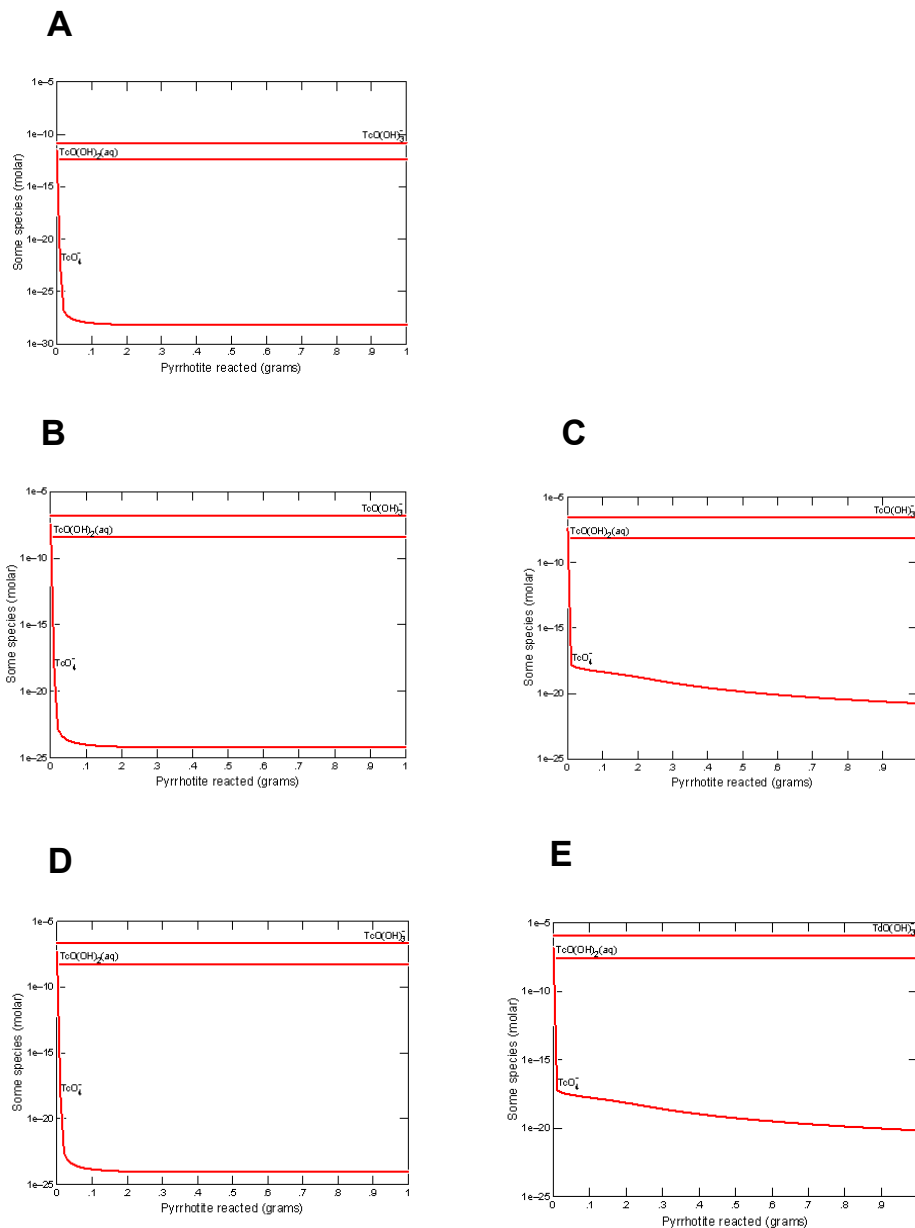 A
1e–5
1e–10
1e–15
1e–20
1e–25
1e–30
Some species (molar)
TcO(OH)3-
TcO(OH)2(aq)
TcO4-
0 .1 .2 .3 .4 .5 .6 .7 .8 .9 1
Pyrrhotite reacted (grams)
B
1e–5
1e–10
1e–15
1e–20
1e–25
Some species (molar)
TcO(OH)3-
TcO(OH)2(aq)
TcO4-
0 .1 .2 .3 .4 .5 .6 .7 .8 .9 1
Pyrrhotite reacted (grams)
C
1e–5
1e–10
1e–15
1e–20
1e–25
Some species (molar)
TcO(OH)3-
TcO(OH)2(aq)
TcO4-
0 .1 .2 .3 .4 .5 .6 .7 .8 .9
Pyrrhotite reacted (grams)
D
1e–5
1e–10
1e–15
1e–20
1e–25
Some species (molar)
TcO(OH)3-
TcO(OH)2(aq)
TcO4-
0 .1 .2 .3 .4 .5 .6 .7 .8 .9 1
Pyrrhotite reacted (grams)
E
1e–5
1e–10
1e–15
1e–20
1e–25
Some species (molar)
TcO(OH)3-
TcO(OH)2(aq)
TcO4-
0 .1 .2 .3 .4 .5 .6 .7 .8 .9
Pyrrhotite reacted (grams)